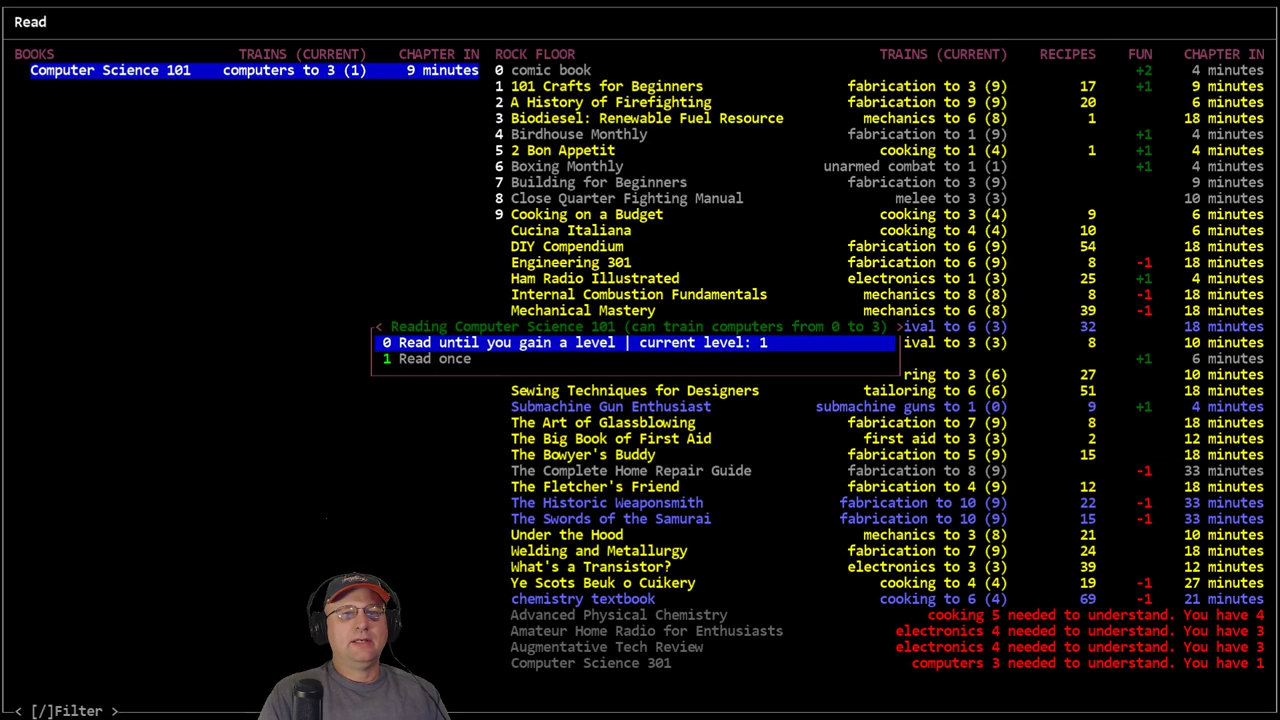 Read
BOOKS TRAINS (CURRENT) CHAPTER IN ROCK FLOOR TRAINS (CURRENT) RECIPES FUN CHAPTER IN
Computer Science 101 computers to 3 (1) 9 minutes 0 comic book +2 4 minutes
1 101 Crafts for Beginners fabrication to 3 (9) 17 +1 9 minutes
2 A History of Firefighting fabrication to 9 (9) 20 6 minutes
3 Biodiesel: Renewable Fuel Resource mechanics to 6 (8) 1 18 minutes
4 Birdhouse Monthly fabrication to 1 (9) +1 4 minutes
5 2 Bon Appetit cooking to 1 (4) 1 +1 4 minutes
6 Boxing Monthly unarmed combat to 1 (1) +1 4 minutes
7 Building for Beginners fabrication to 3 (9) 9 minutes
8 Close Quarter Fighting Manual melee to 3 (3) 10 minutes
9 Cooking on a Budget cooking to 3 (4) 9 6 minutes
Cucina Italiana cooking to 4 (4) 10 6 minutes
DIY Compendium fabrication to 6 (9) 54 18 minutes
Engineering 301 fabrication to 6 (9) 8 -1 18 minutes
Ham Radio Illustrated electronics to 1 (3) 25 +1 4 minutes
Internal Combustion Fundamentals mechanics to 8 (8) 8 -1 18 minutes
Mechanical Mastery mechanics to 6 (8) 39 -1 18 minutes
< Reading Computer Science 101 (can train computers from 0 to 3) > ival to 6 (3) 32 18 minutes
0 Read until you gain a level | current level: 1 ival to 3 (3) 8 10 minutes
1 Read once +1 6 minutes
ring to 3 (6) 27 10 minutes
Sewing Techniques for Designers tailoring to 6 (6) 51 18 minutes
Submachine Gun Enthusiast submachine guns to 1 (0) 9 +1 4 minutes
The Art of Glassblowing fabrication to 7 (9) 8 18 minutes
The Big Book of First Aid first aid to 3 (3) 2 12 minutes
The Bowyer's Buddy fabrication to 5 (9) 15 18 minutes
The Complete Home Repair Guide fabrication to 8 (9) -1 33 minutes
The Fletcher's Friend fabrication to 4 (9) 12 18 minutes
The Historic Weaponsmith fabrication to 10 (9) 22 -1 33 minutes
The Swords of the Samurai fabrication to 10 (9) 15 -1 33 minutes
Under the Hood mechanics to 3 (8) 21 10 minutes
Welding and Metallurgy fabrication to 7 (9) 24 18 minutes
What's a Transistor? electronics to 3 (3) 39 12 minutes
Ye Scots Beuk o Cuikery cooking to 4 (4) 19 -1 27 minutes
chemistry textbook cooking to 6 (4) 69 -1 21 minutes
Advanced Physical Chemistry cooking 5 needed to understand. You have 4
Amateur Home Radio for Enthusiasts electronics 4 needed to understand. You have 3
Augmentative Tech Review electronics 4 needed to understand. You have 3
Computer Science 301 computers 3 needed to understand. You have 1
< [/]Filter >